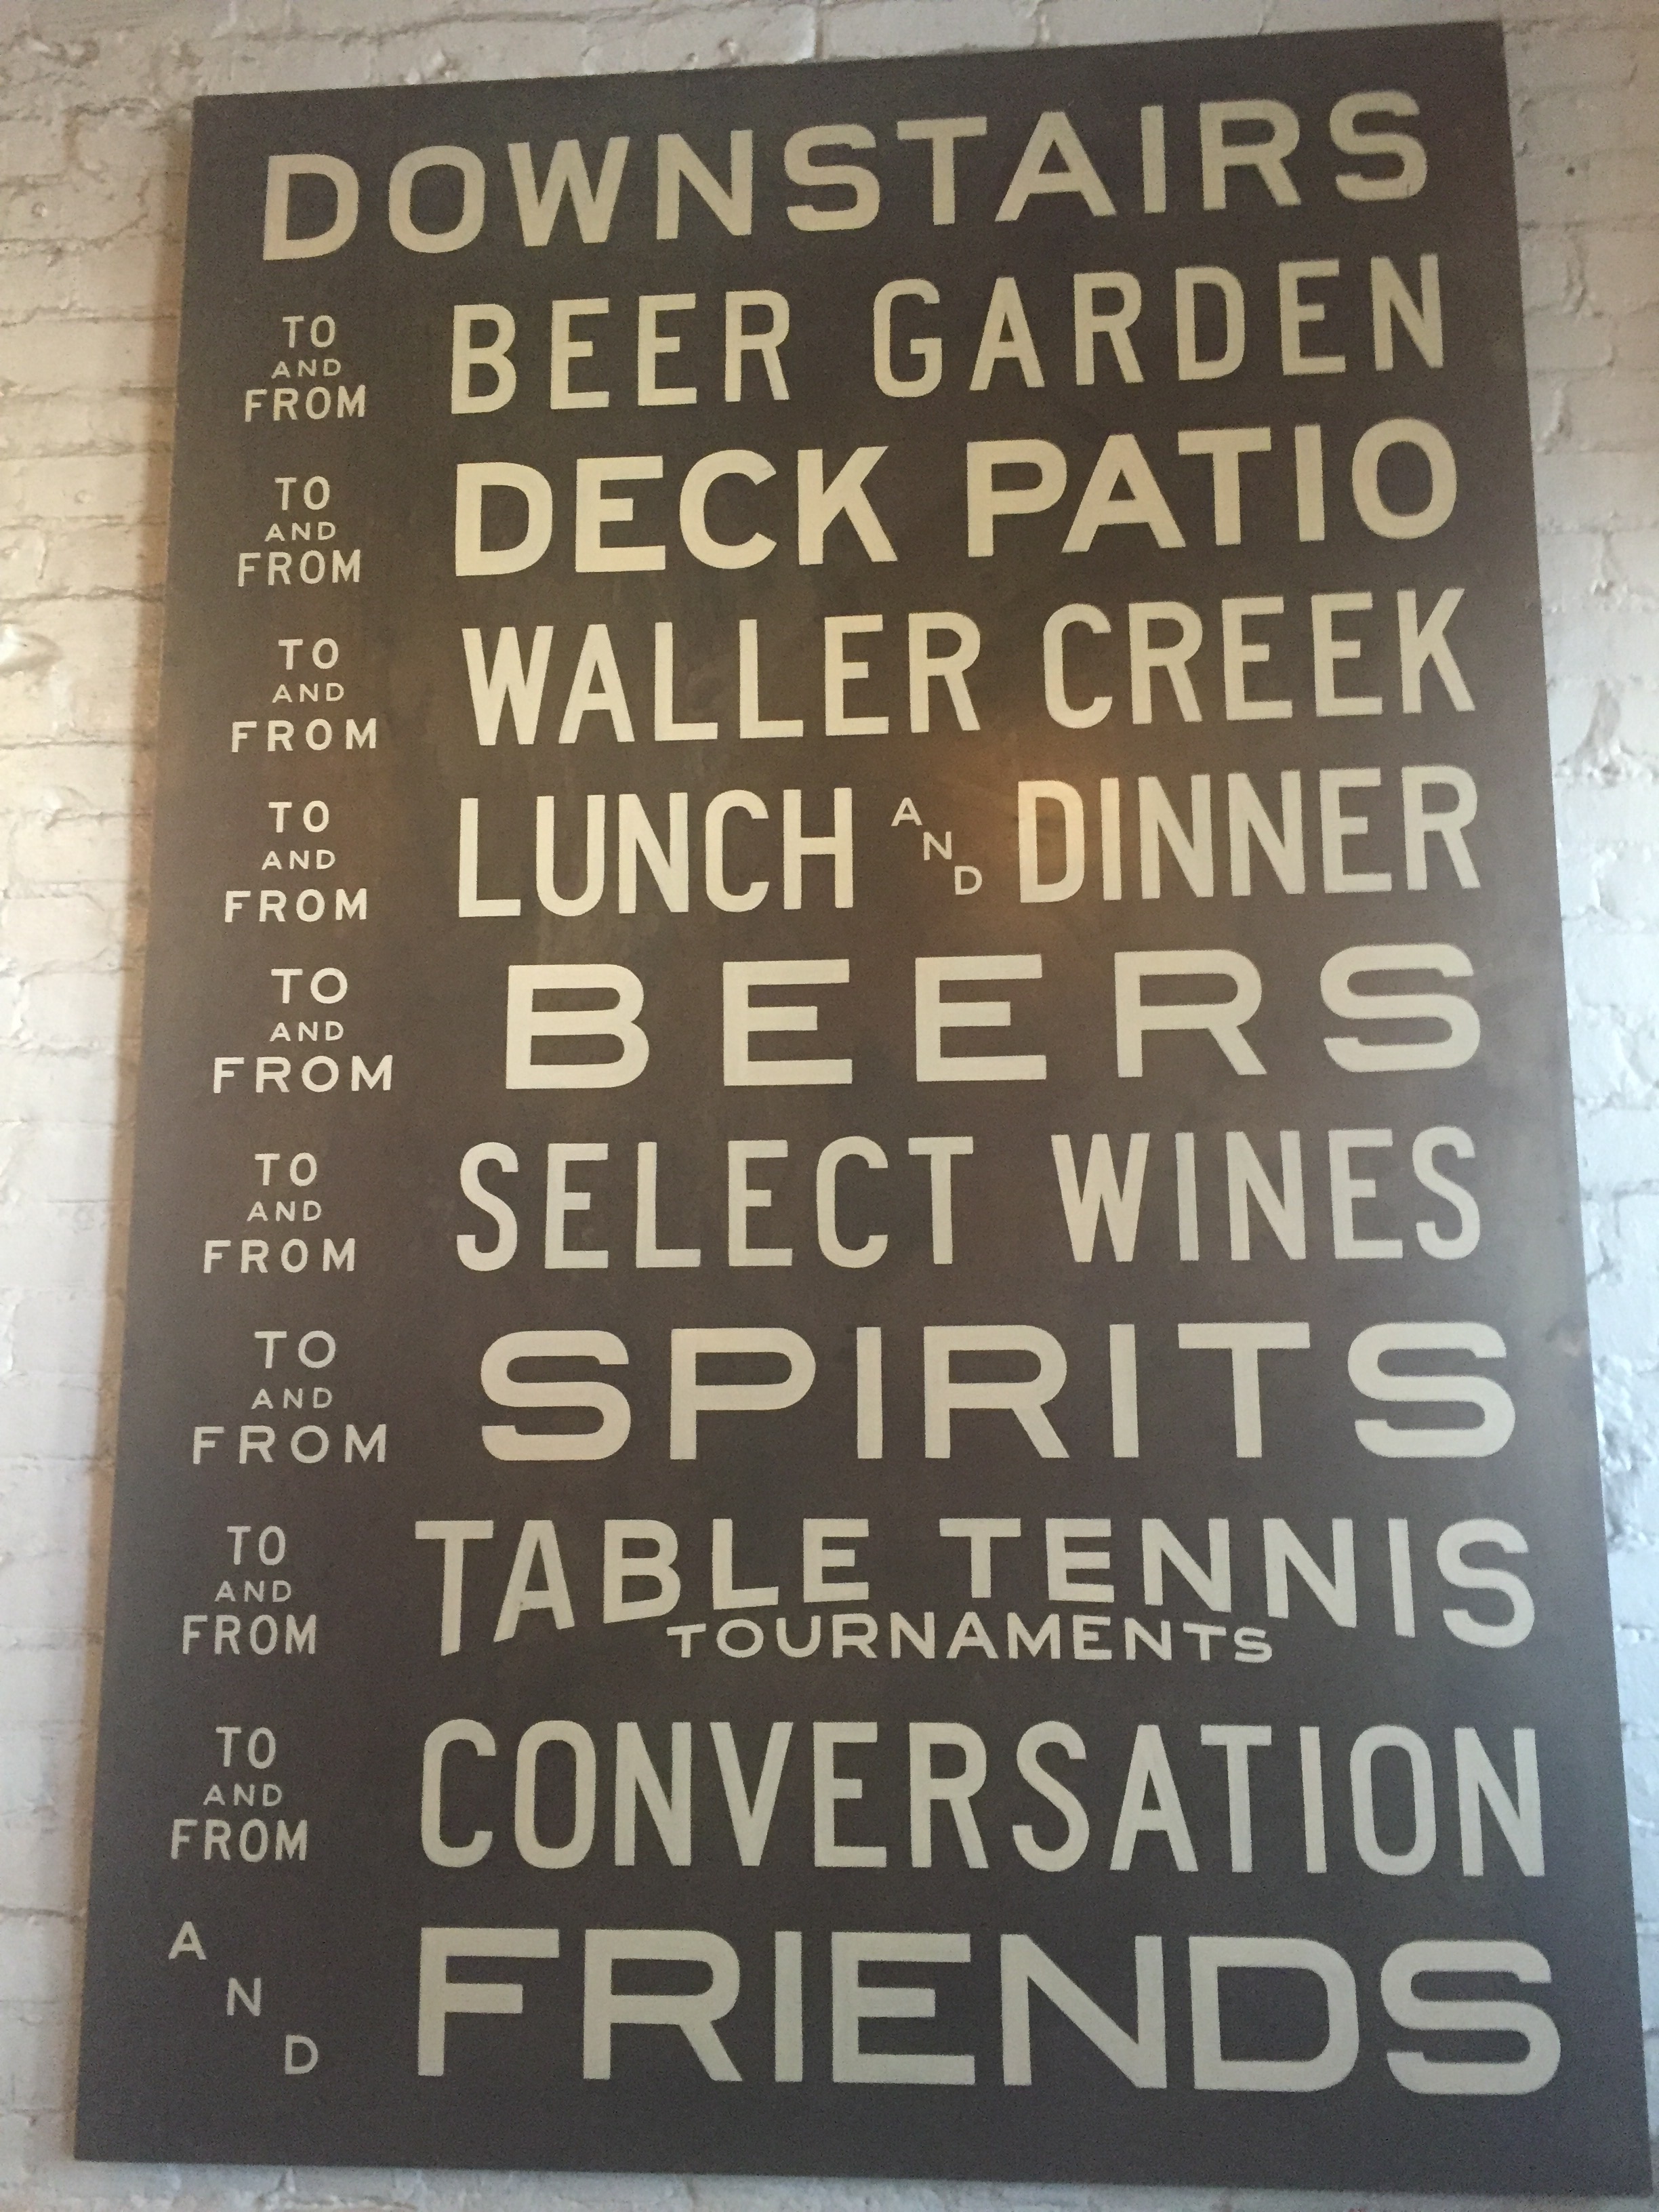 DOWNSTAIRS
TO AND FROM BEER GARDEN
TO AND FROM DECK PATIO
TO AND FROM WALLER CREEK
TO AND FROM LUNCH AND DINNER
TO AND FROM BEERS
TO AND FROM SELECT WINES
TO AND FROM SPIRITS
TO AND FROM TABLE TENNIS
TOURNAMENTS
TO AND FROM CONVERSATION
AND FRIENDS